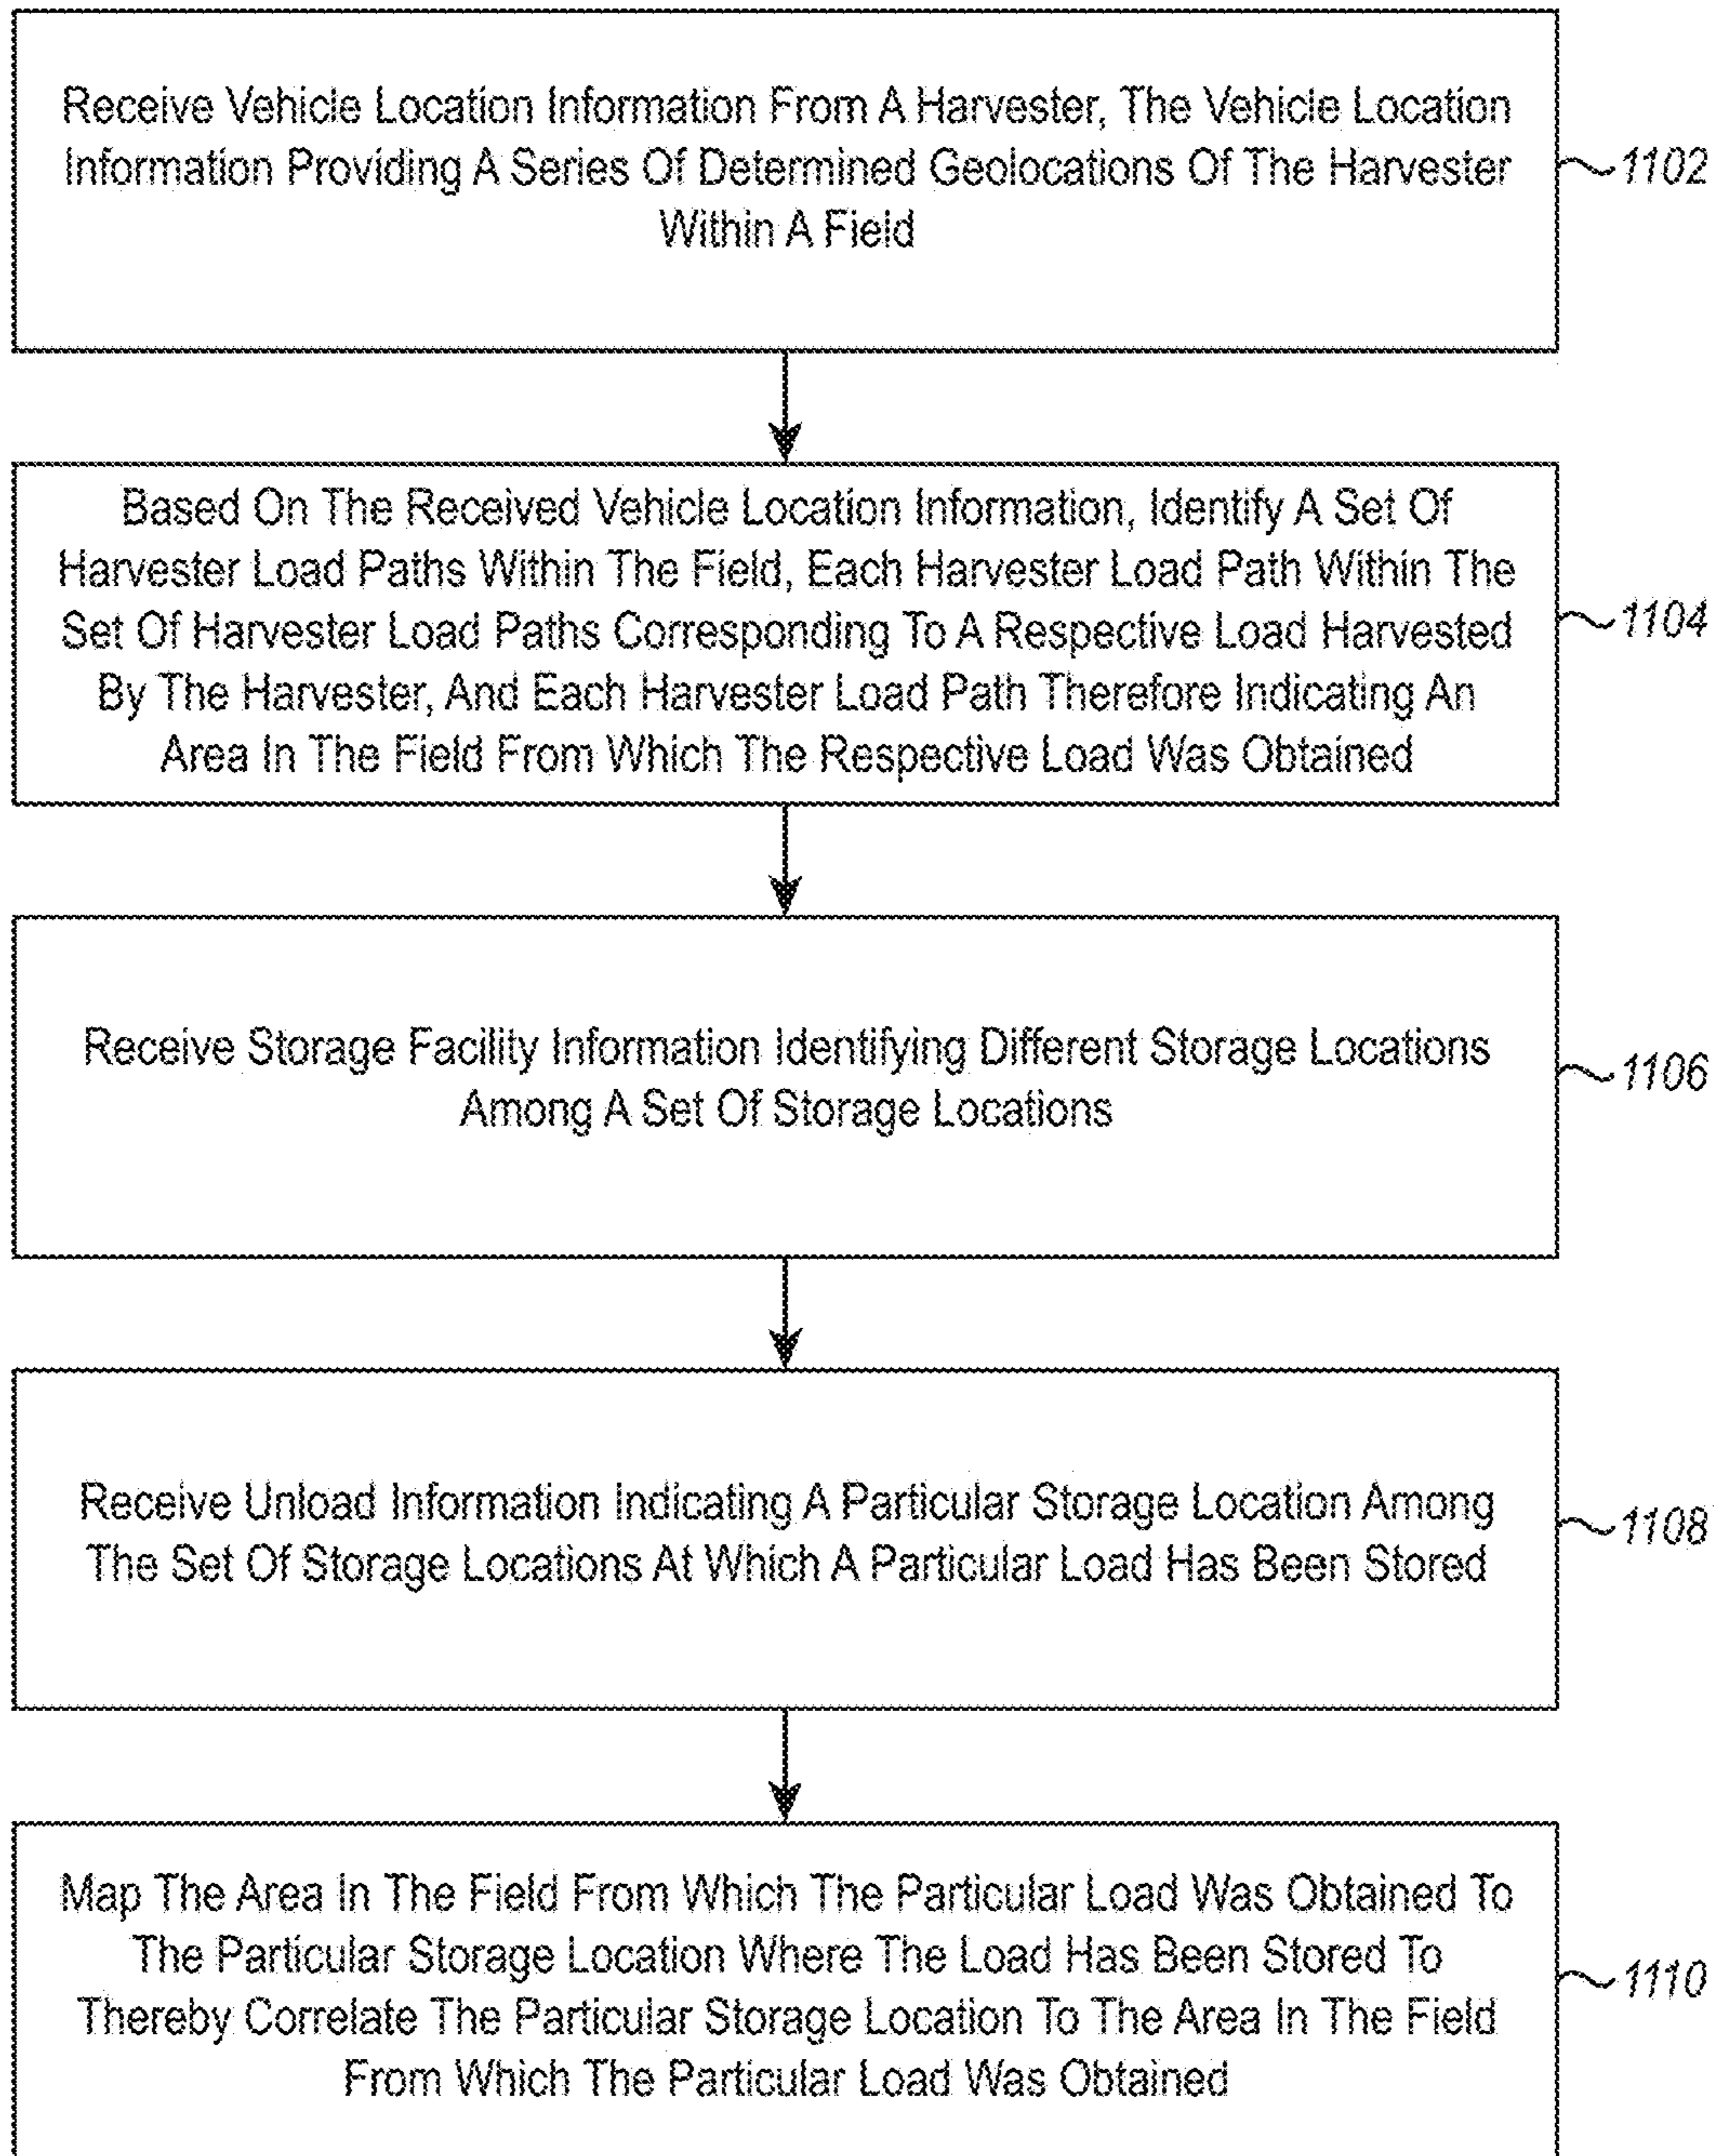 Receive Vehicle Location Information From A Harvester, The Vehicle Location
Information Providing A Series Of Determined Geolocations Of The Harvester
Within A Field
1102
Based On The Received Vehicle Location Information, Identify A Set Of
Harvester Load Paths Within The Field, Each Harvester Load Path Within The
Set Of Harvester Load Paths Corresponding To A Respective Load Harvested
By The Harvester, And Each Harvester Load Path Therefore Indicating An
Area In The Field From Which The Respective Load Was Obtained
1104
Receive Storage Facility Information Identifying Different Storage Locations
Among A Set Of Storage Locations
1106
Receive Unload Information Indicating A Particular Storage Location Among
The Set Of Storage Locations At Which A Particular Load Has Been Stored
1108
Map The Area In The Field From Which The Particular Load Was Obtained To
The Particular Storage Location Where The Load Has Been Stored To
Thereby Correlate The Particular Storage Location To The Area In The Field
From Which The Particular Load Was Obtained
1110